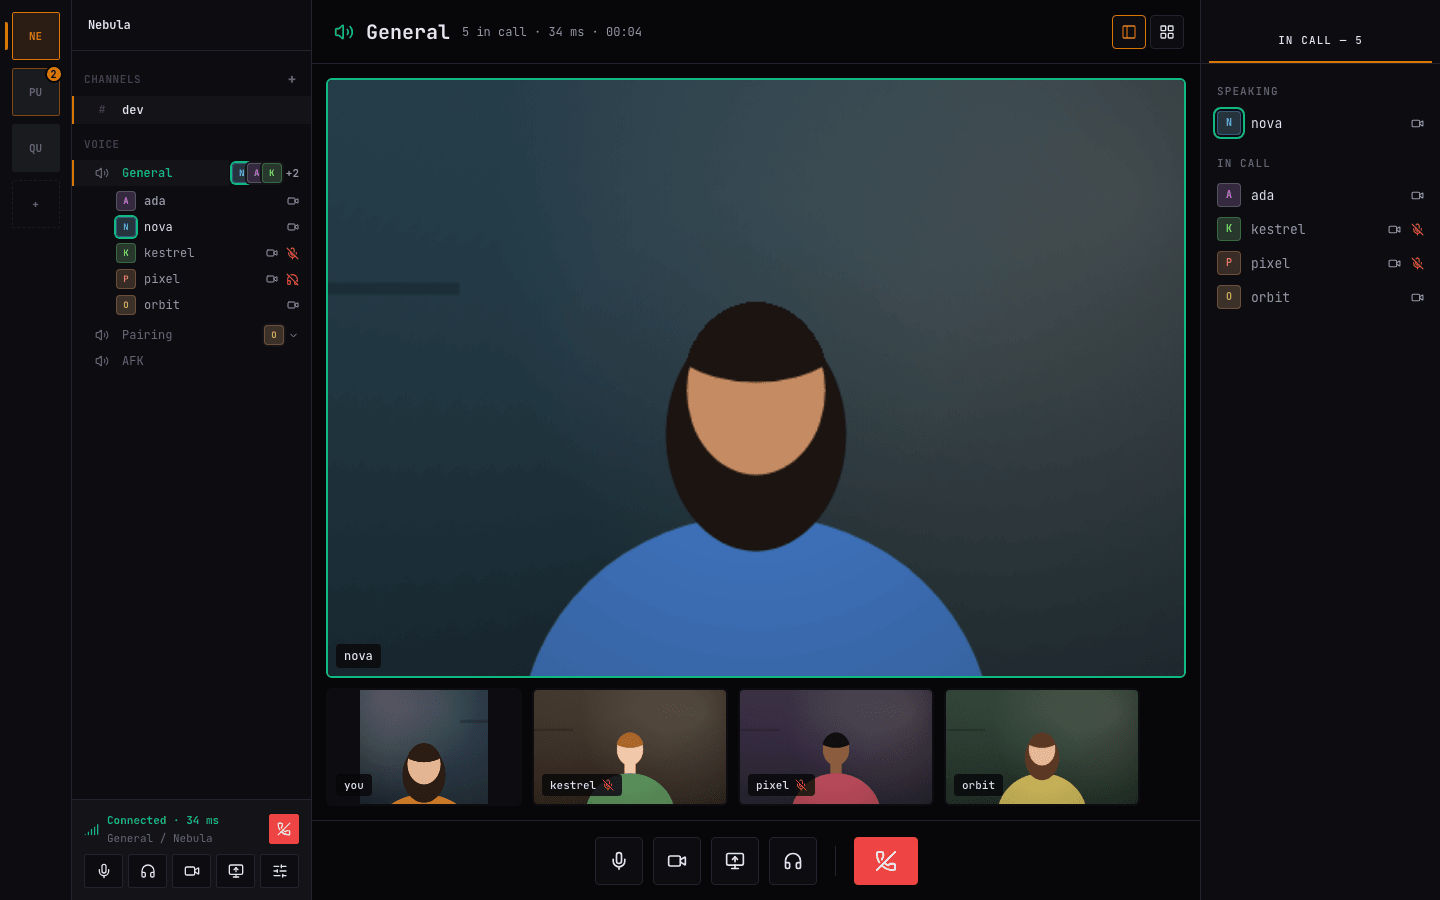 NE
2
PU
QU
+
Nebula
CHANNELS +
# dev
VOICE
General N A K +2
A ada
N nova
K kestrel
P pixel
O orbit
Pairing O
AFK
Connected · 34 ms
General / Nebula
General 5 in call · 34 ms · 00:04
nova
you
kestrel
pixel
orbit
IN CALL — 5
SPEAKING
N nova
IN CALL
A ada
K kestrel
P pixel
O orbit